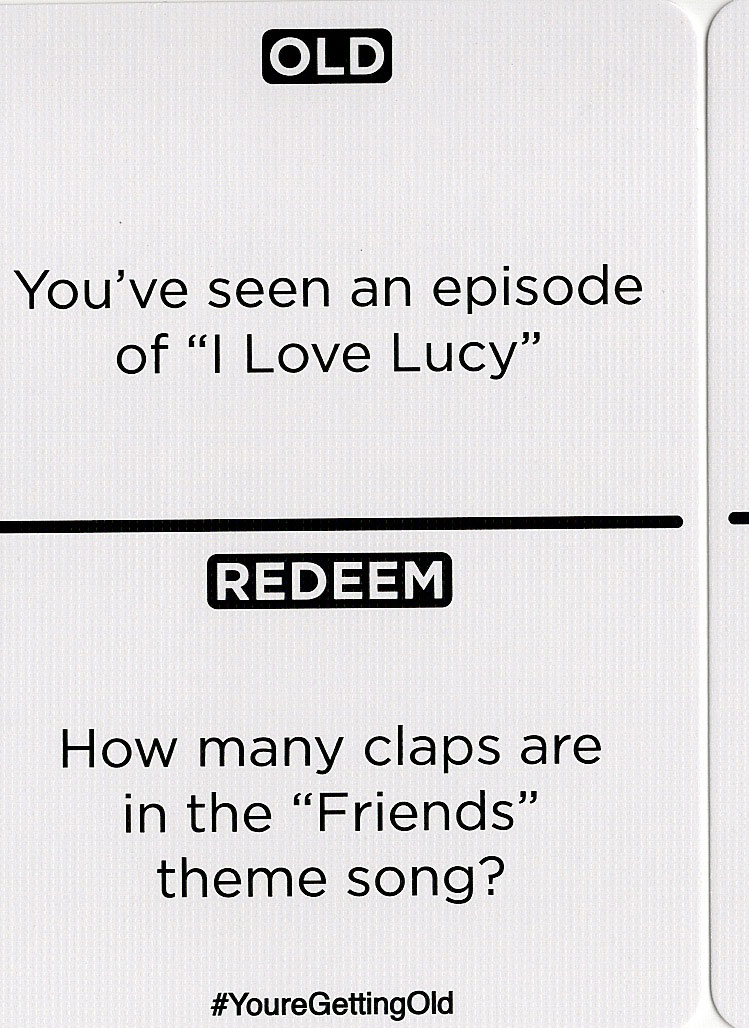 OLD
You’ve seen an episode
of “I Love Lucy”
REDEEM
How many claps are
in the “Friends”
theme song?
#YoureGettingOld